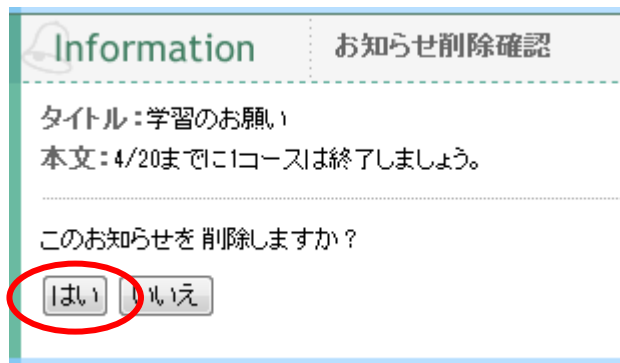 Information お知らせ削除確認
タイトル：学習のお願い
本文：4/20までに1コースは終了しましょう。
このお知らせを削除しますか？
はい いいえ